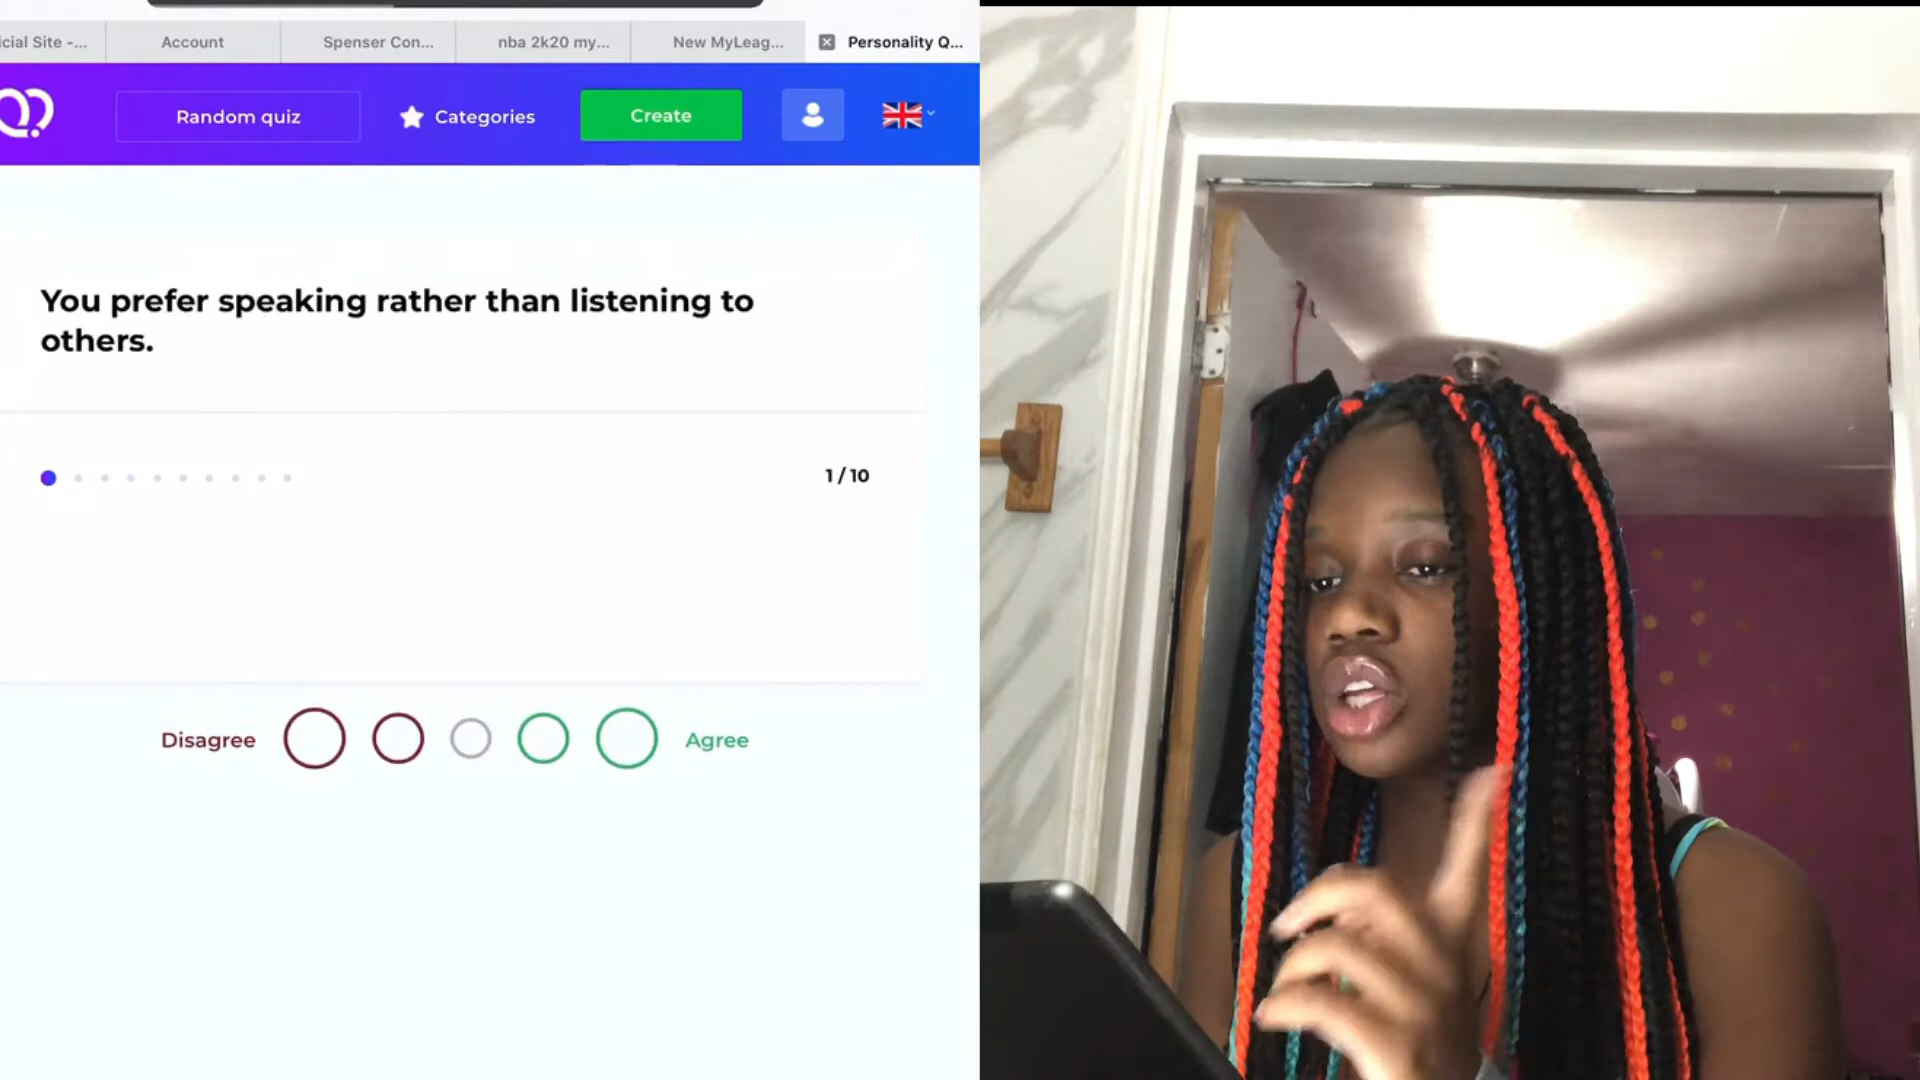 icial Site -...
Account
Spenser Con...
nba 2k20 my...
New MyLeag...
Personality Q...
Random quiz
Categories
Create
You prefer speaking rather than listening to
others.
1 / 10
Disagree
Agree